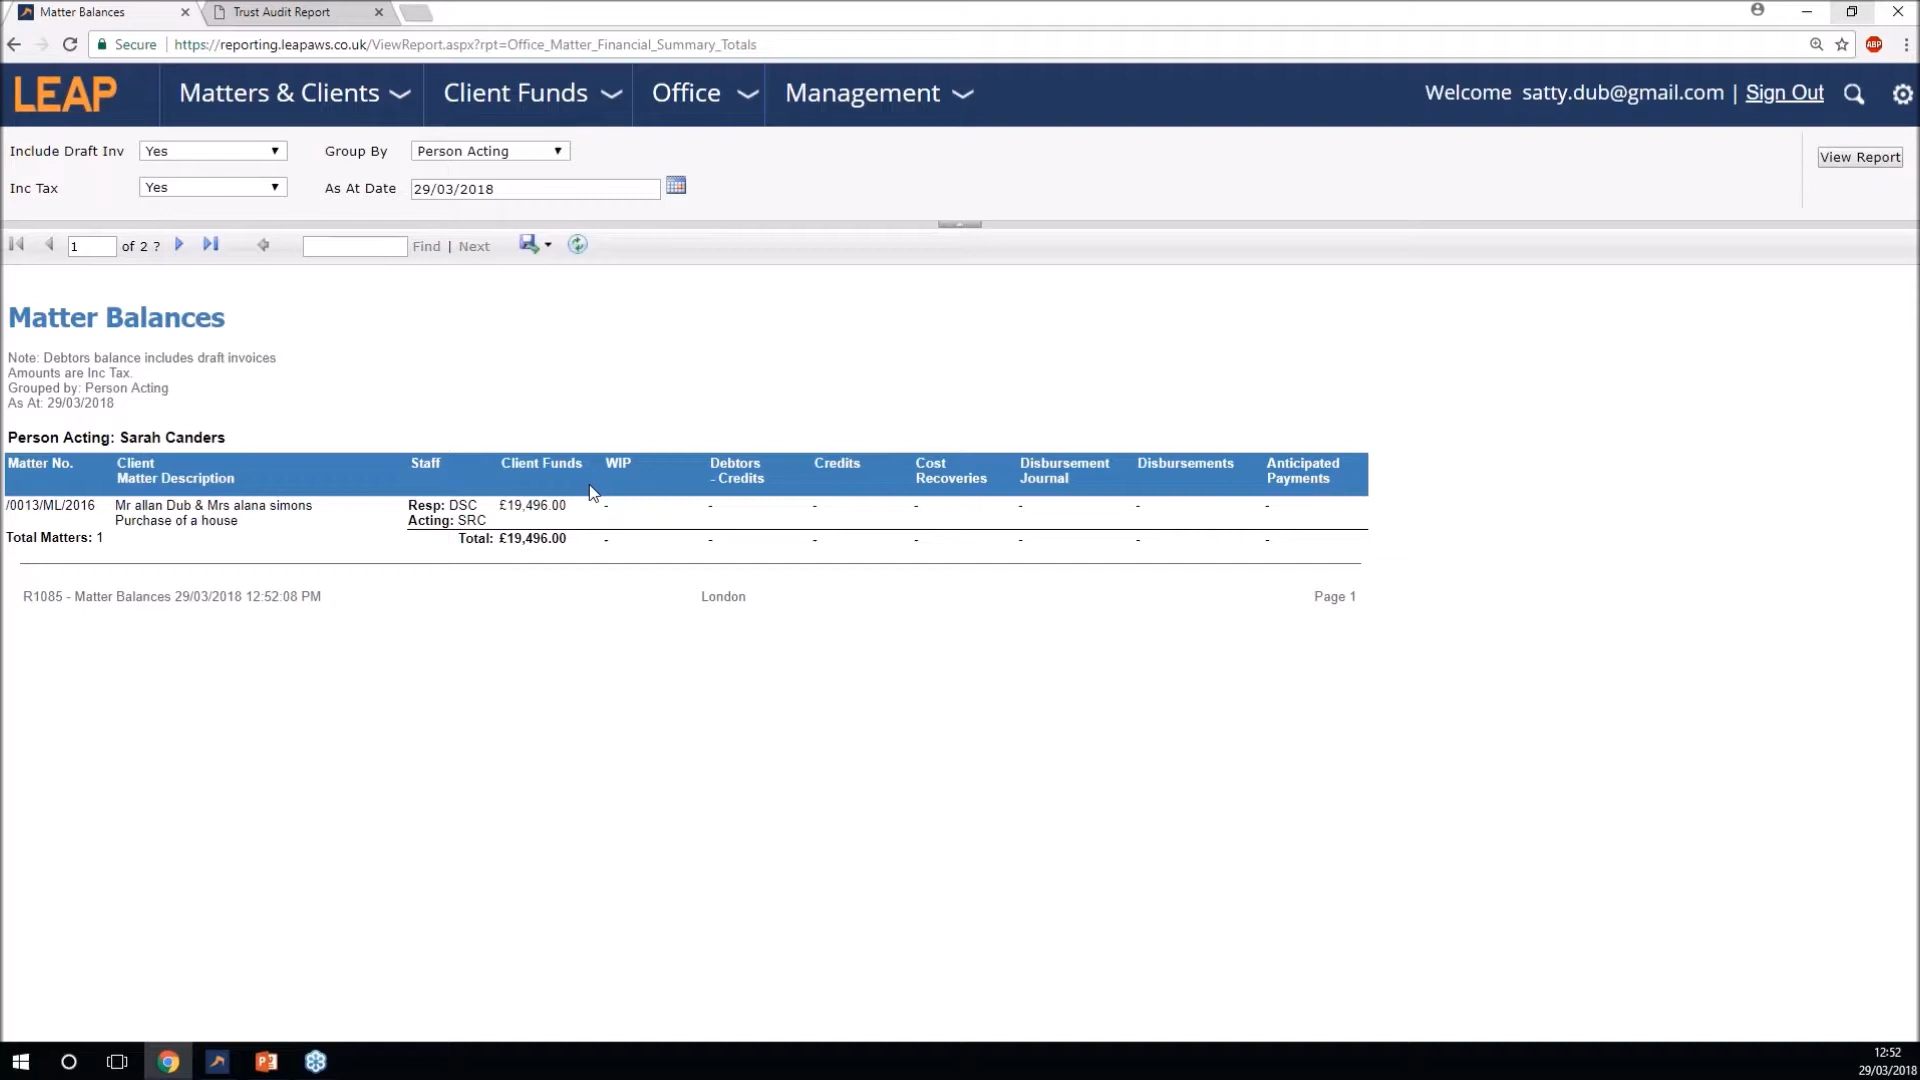 Matter Balances
Trust Audit Report
Secure https://reporting.leapaws.co.uk/ViewReport.aspx?rpt=Office_Matter_Financial_Summary_Totals
ABP
LEAP Matters & Clients Client Funds Office Management Welcome satty.dub@gmail.com | Sign Out
Include Draft Inv Yes Group By Person Acting View Report
Inc Tax Yes As At Date 29/03/2018
1 of 2 ? Find | Next
Matter Balances
Note: Debtors balance includes draft invoices
Amounts are Inc Tax.
Grouped by: Person Acting
As At: 29/03/2018
Person Acting: Sarah Canders
Matter No. Client Staff Client Funds WIP Debtors Credits Cost Disbursement Disbursements Anticipated
Matter Description - Credits Recoveries Journal Payments
/0013/ML/2016 Mr allan Dub & Mrs alana simons Resp: DSC £19,496.00 - - - - - - -
Purchase of a house Acting: SRC
Total Matters: 1 Total: £19,496.00 - - - - - - -
R1085 - Matter Balances 29/03/2018 12:52:08 PM London Page 1
12:52
29/03/2018